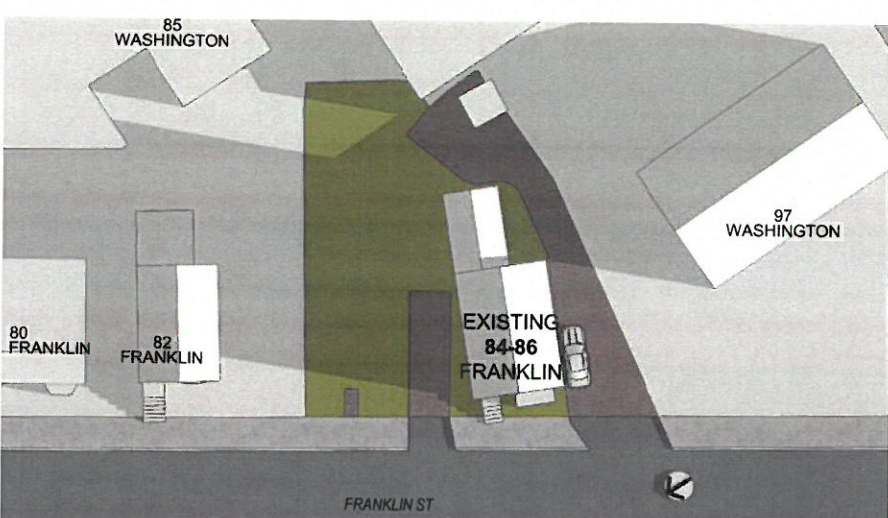 85
WASHINGTON
97
WASHINGTON
80
FRANKLIN
82
FRANKLIN
EXISTING
84-86
FRANKLIN
FRANKLIN ST